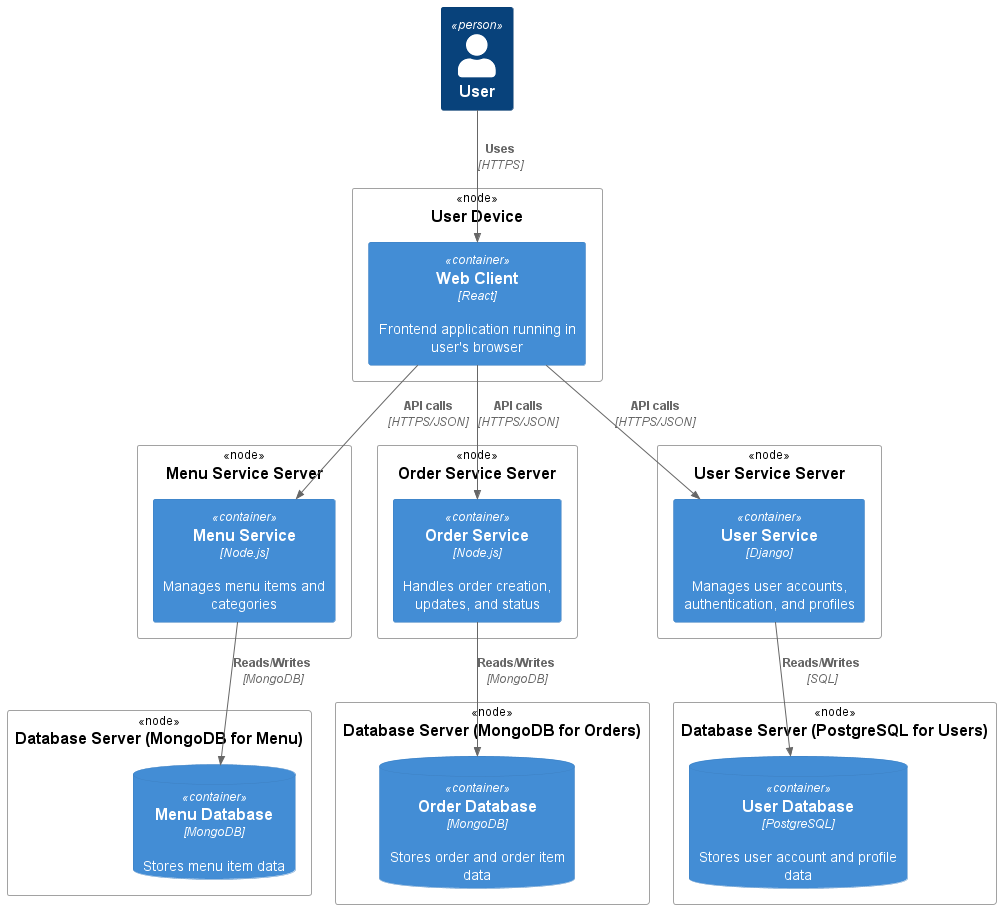 «person»
User
Uses
[HTTPS]
«node»
User Device
«container»
Web Client
[React]
Frontend application running in
user's browser
API calls
[HTTPS/JSON]
API calls
[HTTPS/JSON]
API calls
[HTTPS/JSON]
«node»
Menu Service Server
«container»
Menu Service
[Node.js]
Manages menu items and
categories
«node»
Order Service Server
«container»
Order Service
[Node.js]
Handles order creation,
updates, and status
«node»
User Service Server
«container»
User Service
[Django]
Manages user accounts,
authentication, and profiles
Reads/Writes
[MongoDB]
Reads/Writes
[MongoDB]
Reads/Writes
[SQL]
«node»
Database Server (MongoDB for Menu)
«container»
Menu Database
[MongoDB]
Stores menu item data
«node»
Database Server (MongoDB for Orders)
«container»
Order Database
[MongoDB]
Stores order and order item
data
«node»
Database Server (PostgreSQL for Users)
«container»
User Database
[PostgreSQL]
Stores user account and profile
data